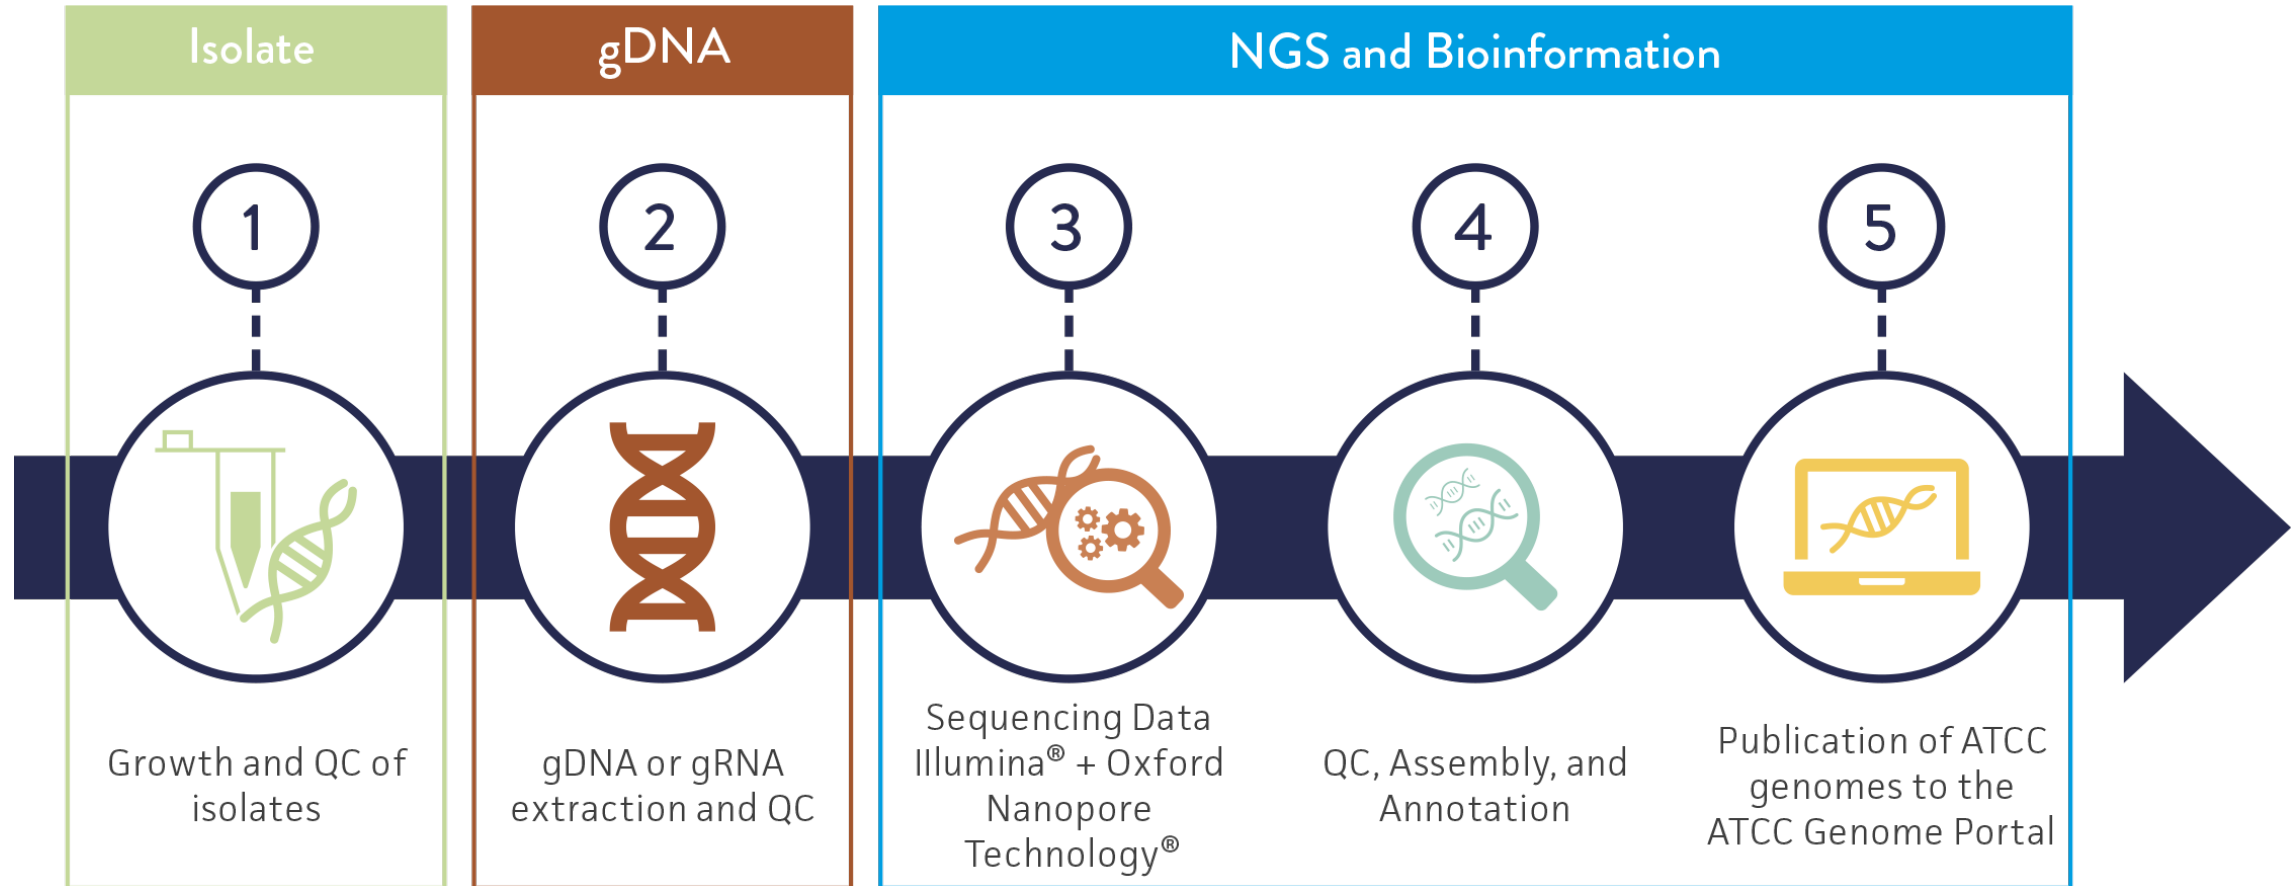 Isolate
gDNA
NGS and Bioinformation
1
2
3
4
5
Growth and QC of
isolates
gDNA or gRNA
extraction and QC
Sequencing Data
Illumina® + Oxford
Nanopore
Technology®
QC, Assembly, and
Annotation
Publication of ATCC
genomes to the
ATCC Genome Portal